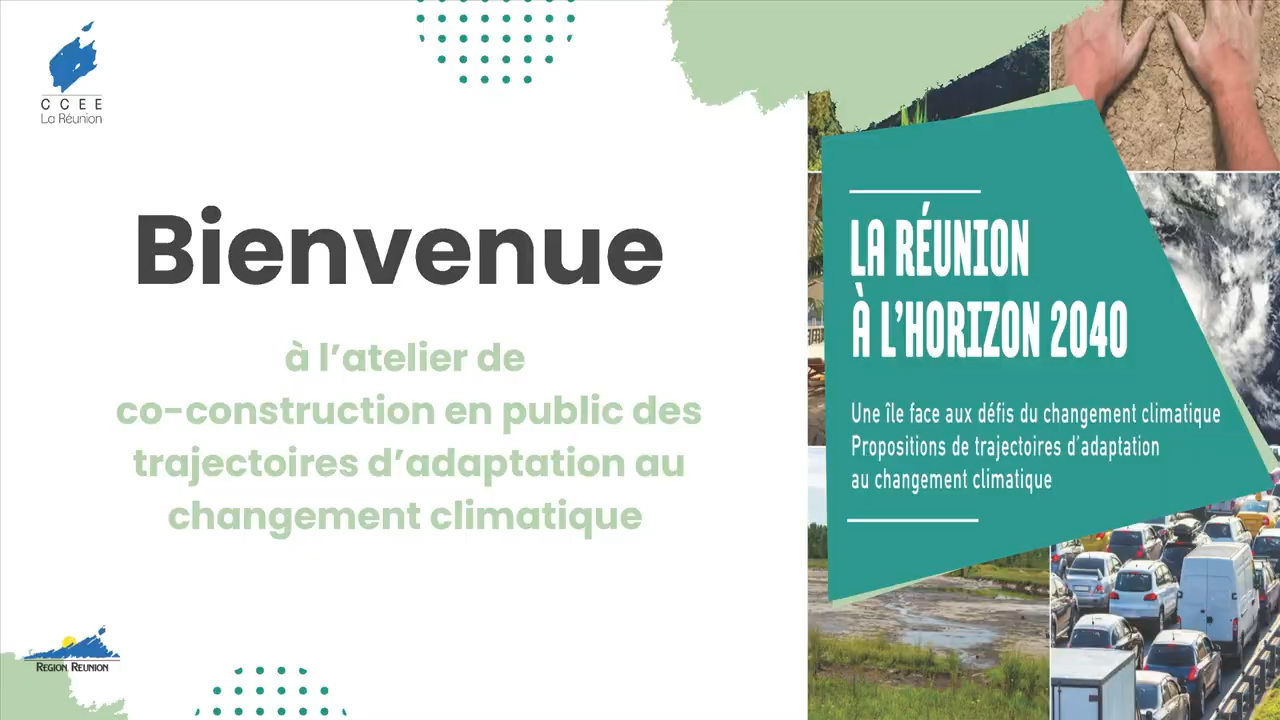 CCEE
La Réunion
Bienvenue
à l’atelier de
co-construction en public des
trajectoires d’adaptation au
changement climatique
REGION REUNION
LA RÉUNION
À L’HORIZON 2040
Une île face aux défis du changement climatique
Propositions de trajectoires d’adaptation
au changement climatique